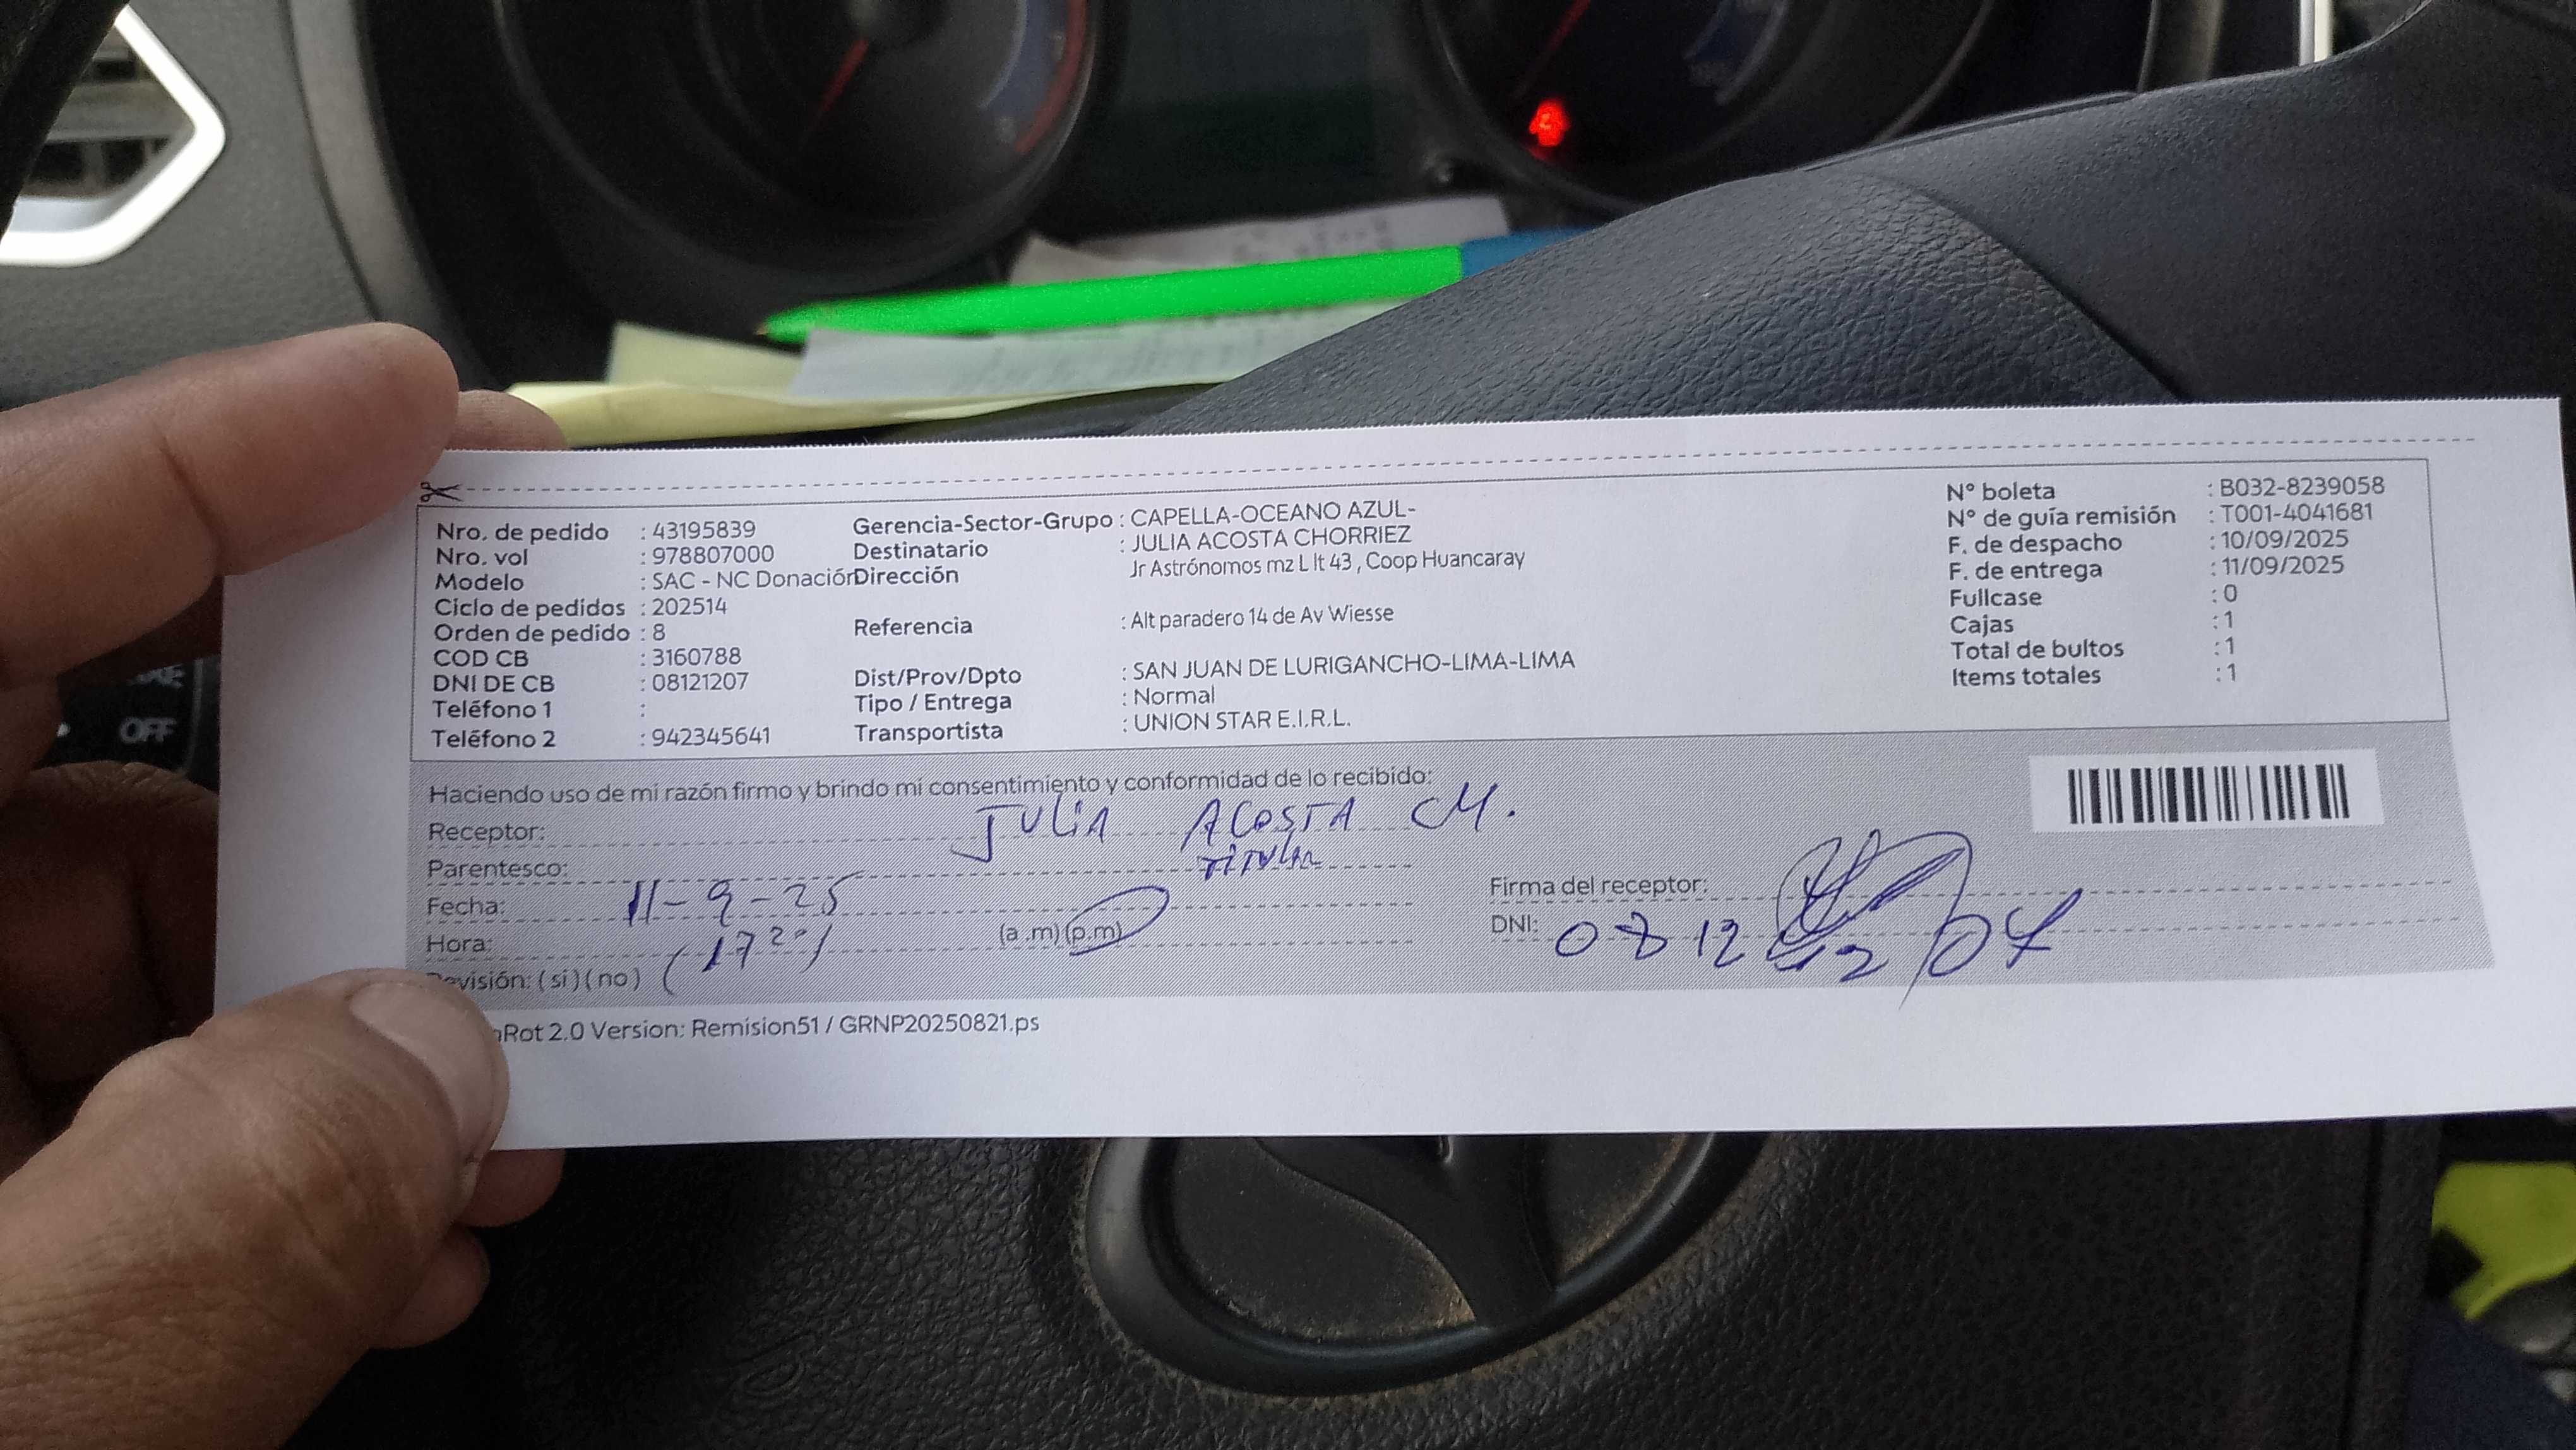 Nro. de pedido : 43195839
Nro. vol : 978807000
Modelo : SAC - NC Donación
Ciclo de pedidos : 202514
Orden de pedido : 8
COD CB : 3160788
DNI DE CB : 08121207
Teléfono 1 :
Teléfono 2 : 942345641
Gerencia-Sector-Grupo : CAPELLA-OCEANO AZUL-
Destinatario : JULIA ACOSTA CHORRIEZ
Dirección Jr Astrónomos mz L lt 43 , Coop Huancaray
Referencia : Alt paradero 14 de Av Wiesse
Dist/Prov/Dpto : SAN JUAN DE LURIGANCHO-LIMA-LIMA
Tipo / Entrega : Normal
Transportista : UNION STAR E.I.R.L.
N° boleta : B032-8239058
N° de guía remisión : T001-4041681
F. de despacho : 10/09/2025
F. de entrega : 11/09/2025
Fullcase : 0
Cajas : 1
Total de bultos : 1
Items totales : 1
Haciendo uso de mi razón firmo y brindo mi consentimiento y conformidad de lo recibido:
Receptor: JULIA ACOSTA CH.
Parentesco: TITULAR
Fecha: 11-9-25
Hora: (17 20) (a .m) (p.m)
Revisión: (si) (no)
Firma del receptor:
DNI: 0812 1207
Rot 2.0 Version: Remision51 / GRNP20250821.ps
OFF